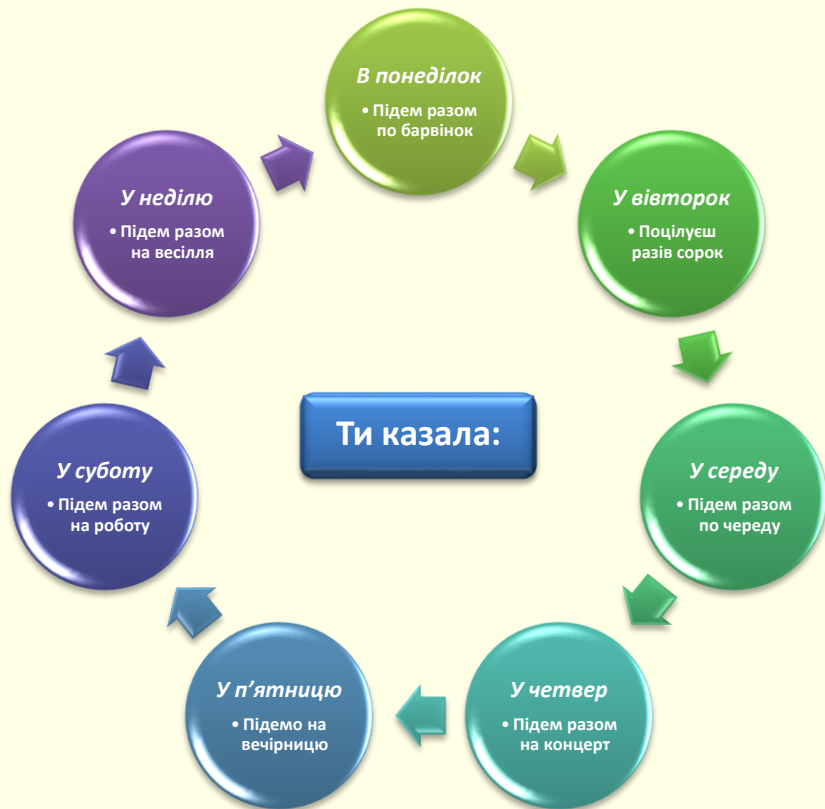 В понеділок
• Підем разом
по барвінок
У вівторок
• Поцілуєш
разів сорок
У середу
• Підем разом
по череду
У четвер
• Підем разом
на концерт
У п’ятницю
• Підемо на
вечірницю
У суботу
• Підем разом
на роботу
У неділю
• Підем разом
на весілля
Ти казала: